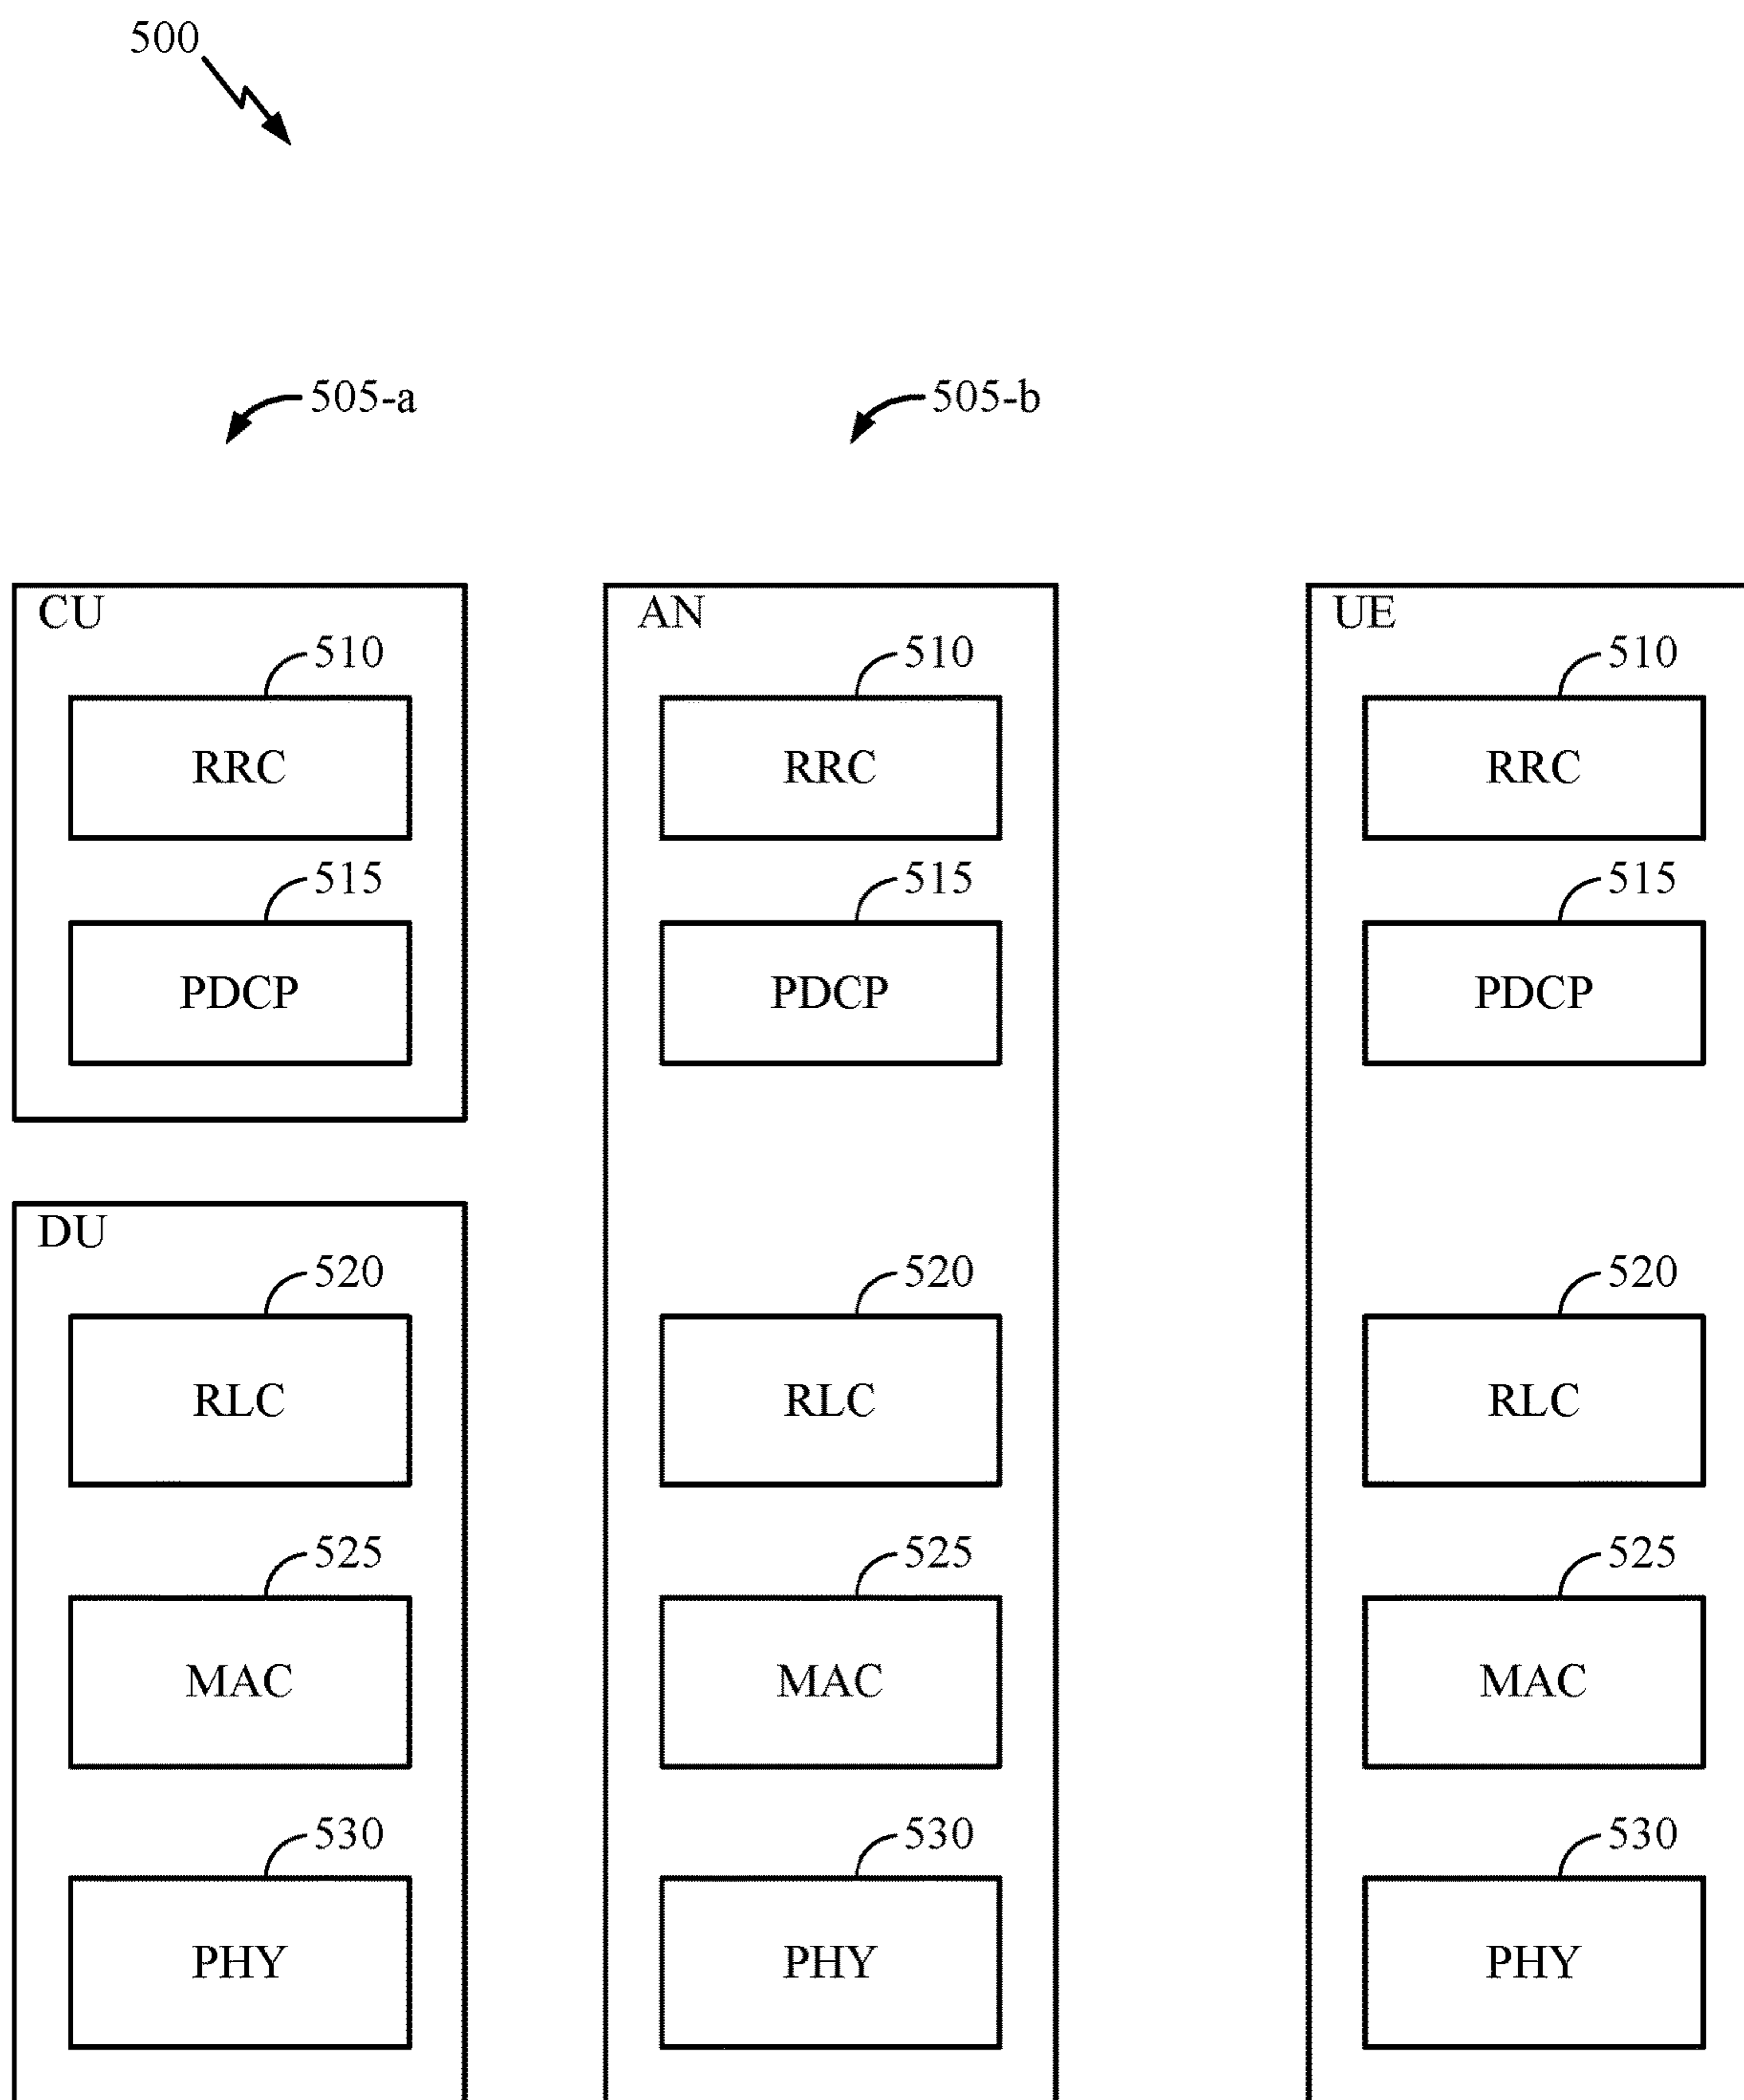 500
505-a 505-b
CU AN UE
510 510 510
RRC RRC RRC
515 515 515
PDCP PDCP PDCP
DU
520 520 520
RLC RLC RLC
525 525 525
MAC MAC MAC
530 530 530
PHY PHY PHY